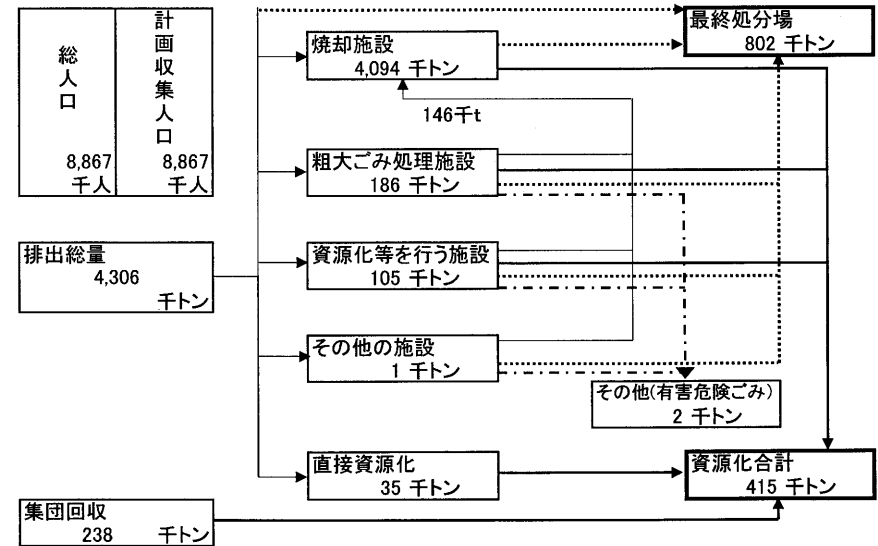 総人口
8,867
千人
計画収集人口
8,867
千人
排出総量
4,306
千トン
集団回収
238 千トン
焼却施設
4,094 千トン
146千t
粗大ごみ処理施設
186 千トン
資源化等を行う施設
105 千トン
その他の施設
1 千トン
直接資源化
35 千トン
最終処分場
802 千トン
その他(有害危険ごみ)
2 千トン
資源化合計
415 千トン